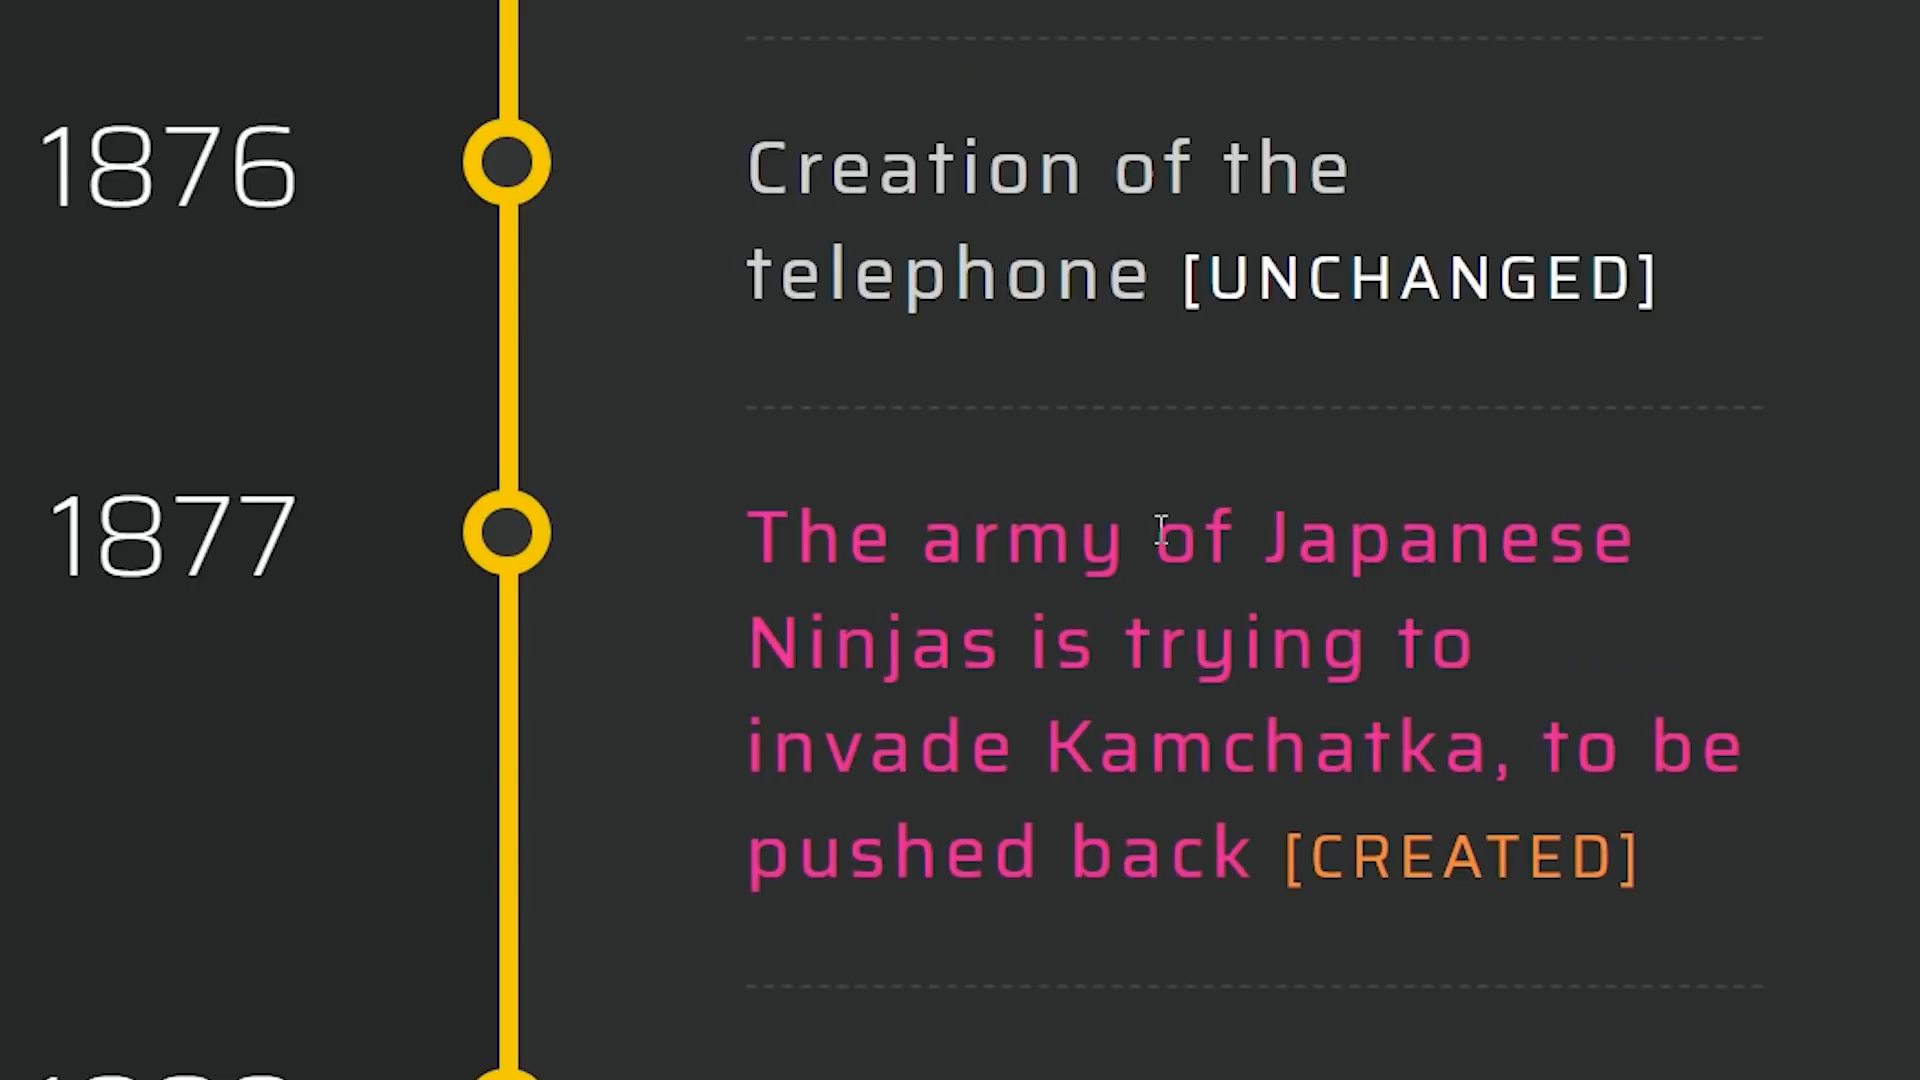 1876
Creation of the
telephone [UNCHANGED]
1877
The army of Japanese
Ninjas is trying to
invade Kamchatka, to be
pushed back [CREATED]